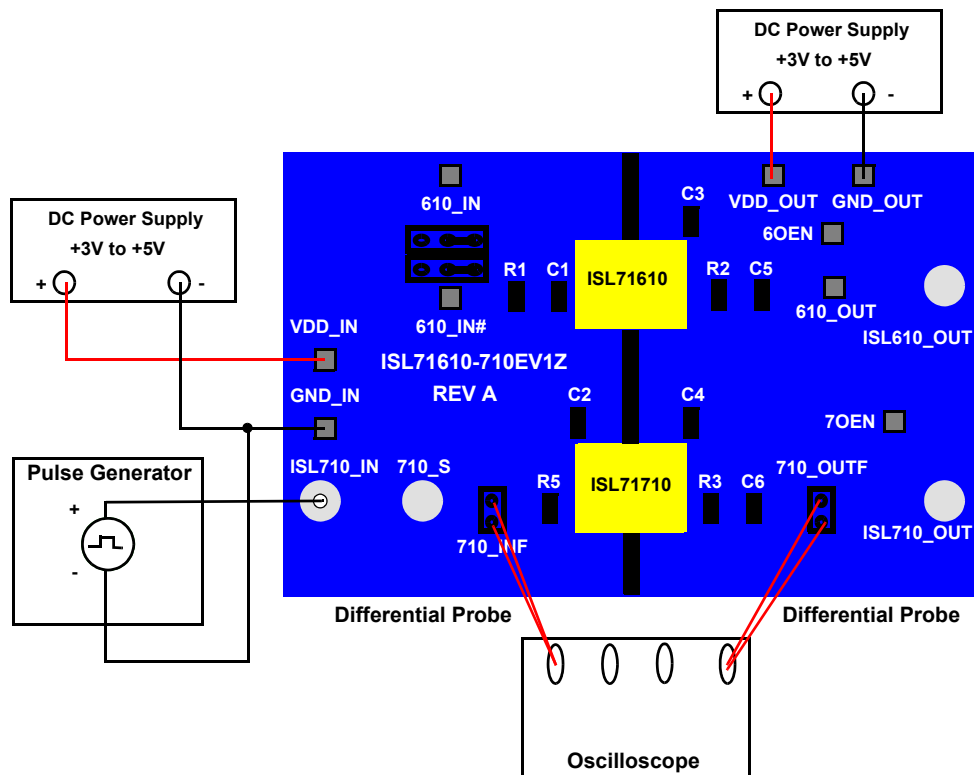 DC Power Supply
+3V to +5V
+ -
DC Power Supply
+3V to +5V
+ -
610_IN
C3
VDD_OUT GND_OUT
6OEN
R1 C1 ISL71610 R2 C5
610_OUT
ISL610_OUT
610_IN#
VDD_IN
ISL71610-710EV1Z
REV A
GND_IN
C2 C4
7OEN
Pulse Generator
+
-
ISL710_IN 710_S
R5 ISL71710 R3 C6
710_OUTF
ISL710_OUT
710_INF
Differential Probe Differential Probe
Oscilloscope